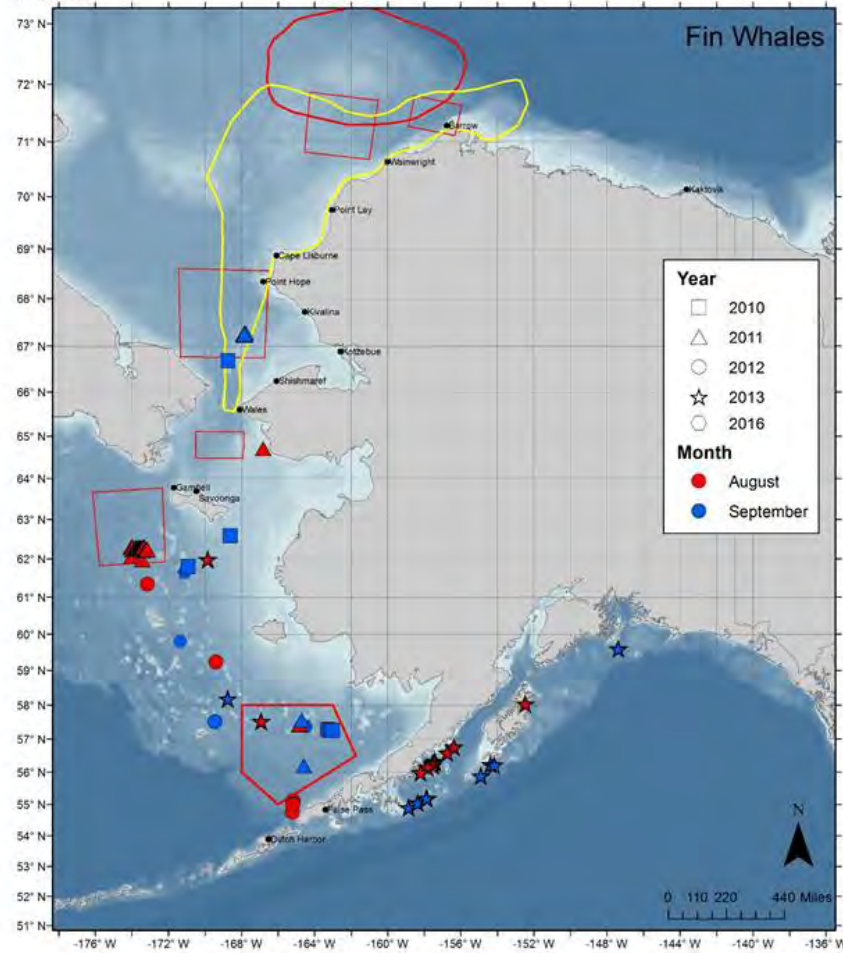 Fin Whales
73° N
72° N
71° N
70° N
69° N
68° N
67° N
66° N
65° N
64° N
63° N
62° N
61° N
60° N
59° N
58° N
57° N
56° N
55° N
54° N
53° N
52° N
51° N
Barrow
Wainwright
Kaktovik
Point Lay
Cape Lisburne
Point Hope
Kivalina
Kotzebue
Shishmaref
Wales
Gambell
Savoonga
False Pass
Dutch Harbor
Year
2010
2011
2012
2013
2016
Month
August
September
N
0 110 220 440 Miles
-176° W -172° W -168° W -164° W -160° W -156° W -152° W -148° W -144° W -140° W -136° W